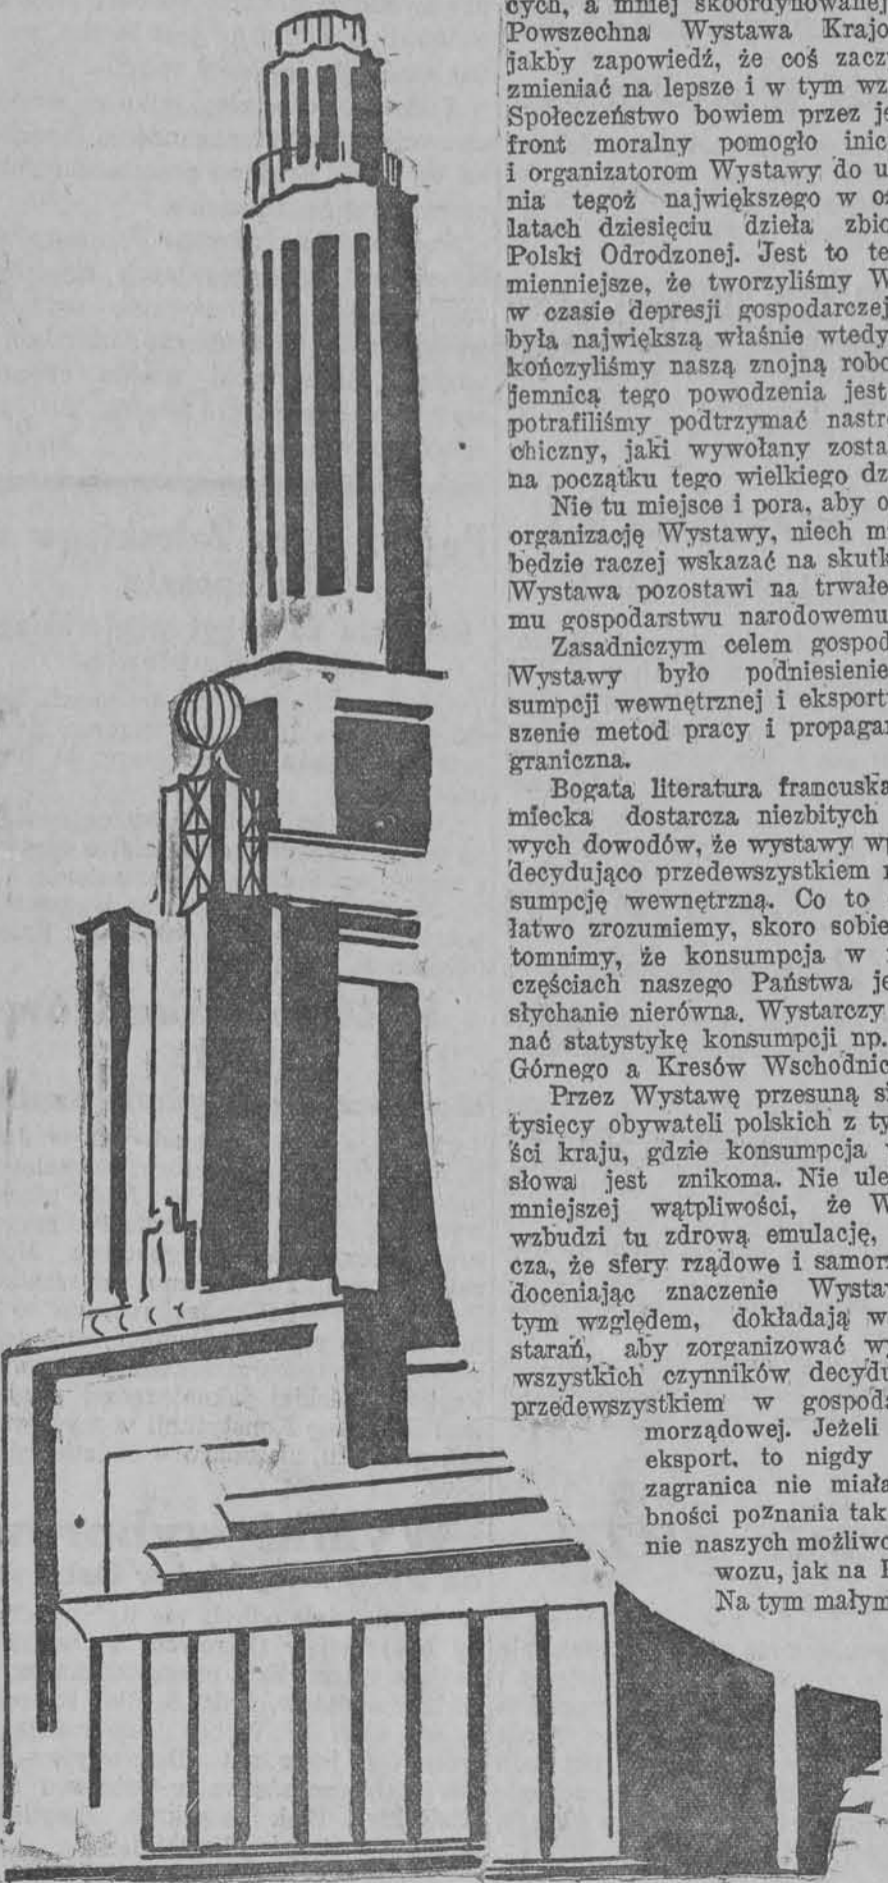 cych, a mniej skoordynowanej
Powszechna Wystawa Krajo
jakby zapowiedź, że coś zacz
zmieniać na lepsze i w tym wz
Społeczeństwo bowiem przez je
front moralny pomogło inic
i organizatorom Wystawy do u
nia tegoż największego w o
latach dziesięciu dzieła zbio
Polski Odrodzonej. Jest to te
mienniejsze, że tworzyliśmy W
w czasie depresji gospodarczej
była największą właśnie wtedy
kończyliśmy naszą znojną robo
jemnicą tego powodzenia jest
potrafiliśmy podtrzymać nastr
chiczny, jaki wywołany zosta
na początku tego wielkiego dz
Nie tu miejsce i pora, aby o
organizację Wystawy, niech m
będzie raczej wskazać na skutk
Wystawa pozostawi na trwałe
mu gospodarstwu narodowemu
Zasadniczym celem gospod
Wystawy było podniesienie
sumpcji wewnętrznej i eksport
szenie metod pracy i propagan
graniczna.
Bogata literatura francuska
miecka dostarcza niezbitych
wych dowodów, że wystawy wp
decydująco przedewszystkiem n
sumpcję wewnętrzną. Co to
łatwo zrozumiemy, skoro sobie
tomnimy, że konsumpcja w
częściach naszego Państwa je
słychanie nierówna. Wystarczy
nać statystykę konsumpcji np.
Górnego a Kresów Wschodnic
Przez Wystawę przesuną si
tysięcy obywateli polskich z ty
ści kraju, gdzie konsumpcja
słowa jest znikoma. Nie ule
mniejszej wątpliwości, że W
wzbudzi tu zdrową emulację,
cza, że sfery rządowe i samor
doceniając znaczenie Wysta
tym względem, dokładają w
starań, aby zorganizować wy
wszystkich czynników decydu
przedewszystkiem w gospoda
morządowej. Jeżeli
eksport, to nigdy
zagranica nie miała
bności poznania tak
nie naszych możliwo
wozu, jak na
Na tym małym